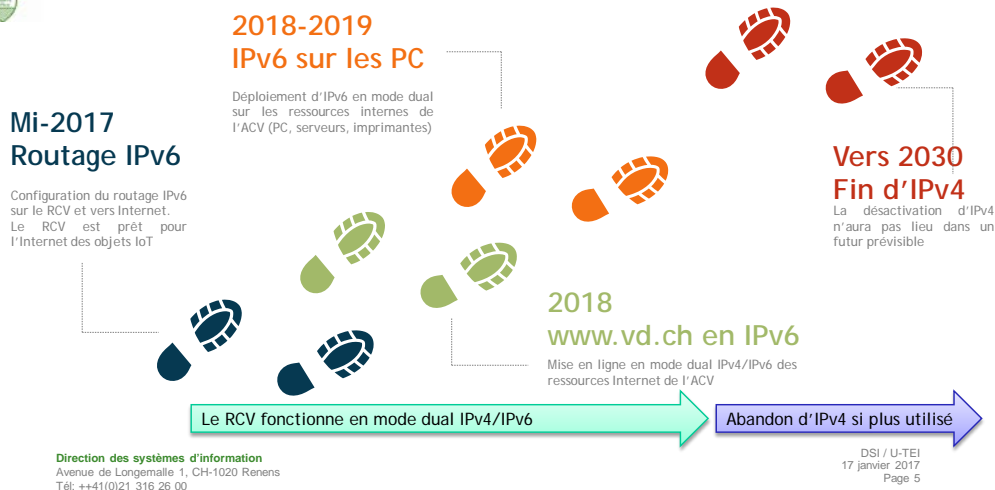 2018-2019
IPv6 sur les PC
Déploiement d'IPv6 en mode dual
sur les ressources internes de
l'ACV (PC, serveurs, imprimantes)
Mi-2017
Routage IPv6
Configuration du routage IPv6
sur le RCV et vers Internet.
Le RCV est prêt pour
l'Internet des objets IoT
Vers 2030
Fin d'IPv4
La désactivation d'IPv4
n'aura pas lieu dans un
futur prévisible
2018
www.vd.ch en IPv6
Mise en ligne en mode dual IPv4/IPv6 des
ressources Internet de l'ACV
Le RCV fonctionne en mode dual IPv4/IPv6
Abandon d'IPv4 si plus utilisé
Direction des systèmes d'information
Avenue de Longemalle 1, CH-1020 Renens
Tél: ++41(0)21 316 26 00
DSI / U-TEI
17 janvier 2017
Page 5